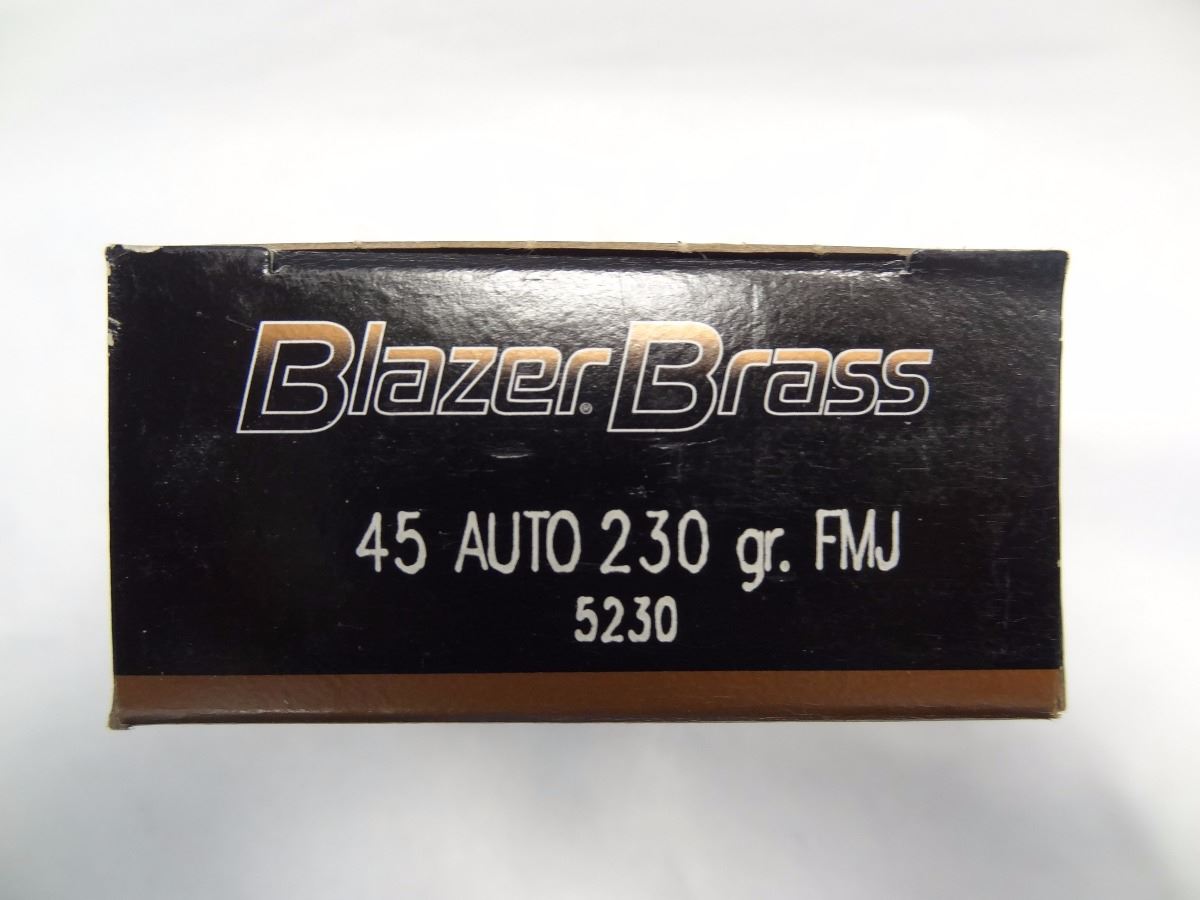 Blazer® Brass
45 AUTO 230 gr. FMJ
5230